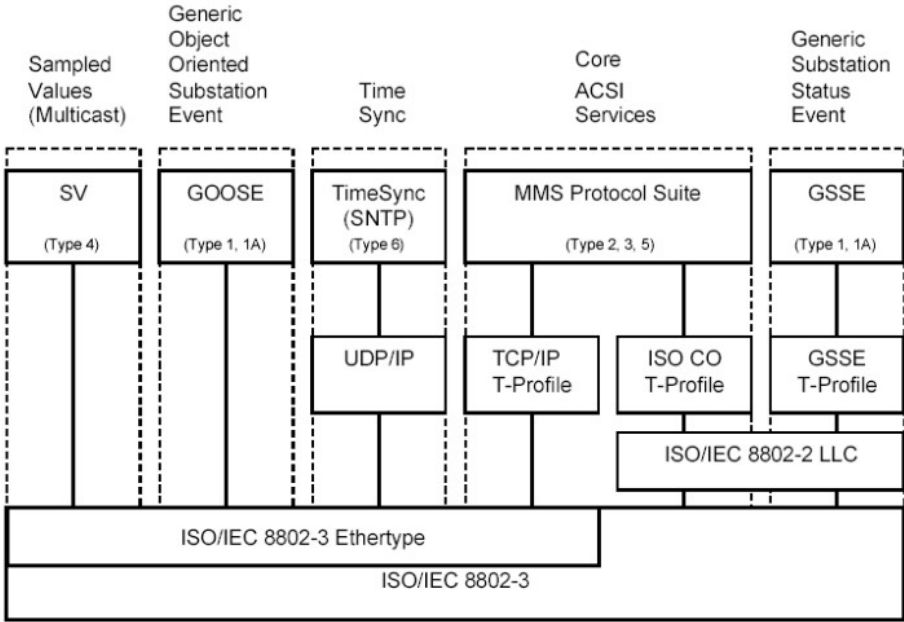 Sampled
Values
(Multicast)
Generic
Object
Oriented
Substation
Event
Time
Sync
Core
ACSI
Services
Generic
Substation
Status
Event
SV
(Type 4)
GOOSE
(Type 1, 1A)
TimeSync
(SNTP)
(Type 6)
MMS Protocol Suite
(Type 2, 3, 5)
GSSE
(Type 1, 1A)
UDP/IP
TCP/IP
T-Profile
ISO CO
T-Profile
GSSE
T-Profile
ISO/IEC 8802-2 LLC
ISO/IEC 8802-3 Ethertype
ISO/IEC 8802-3